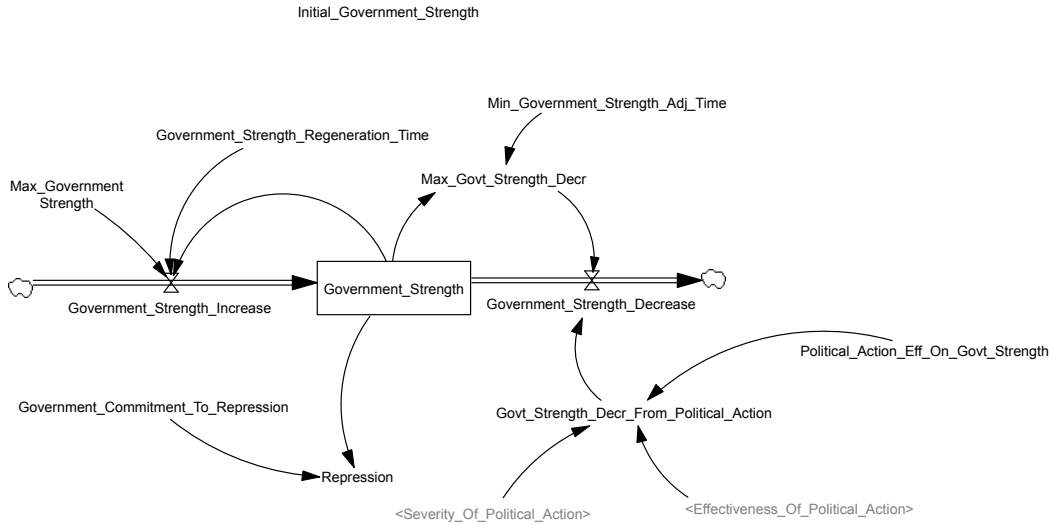 Initial_Government_Strength
Min_Government_Strength_Adj_Time
Government_Strength_Regeneration_Time
Max_Govt_Strength_Decr
Max_Government
Strength
Government_Strength
Government_Strength_Increase
Government_Strength_Decrease
Political_Action_Eff_On_Govt_Strength
Government_Commitment_To_Repression
Govt_Strength_Decr_From_Political_Action
Repression
<Severity_Of_Political_Action>
<Effectiveness_Of_Political_Action>